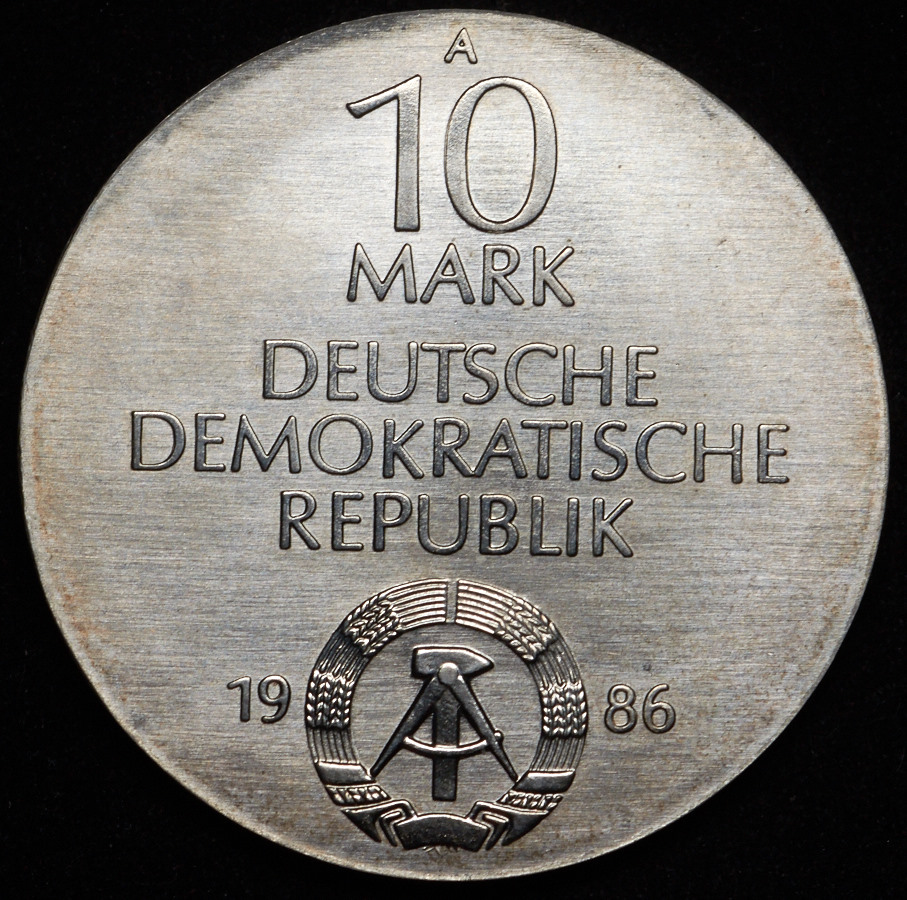 A
10
MARK
DEUTSCHE
DEMOKRATISCHE
REPUBLIK
19 86